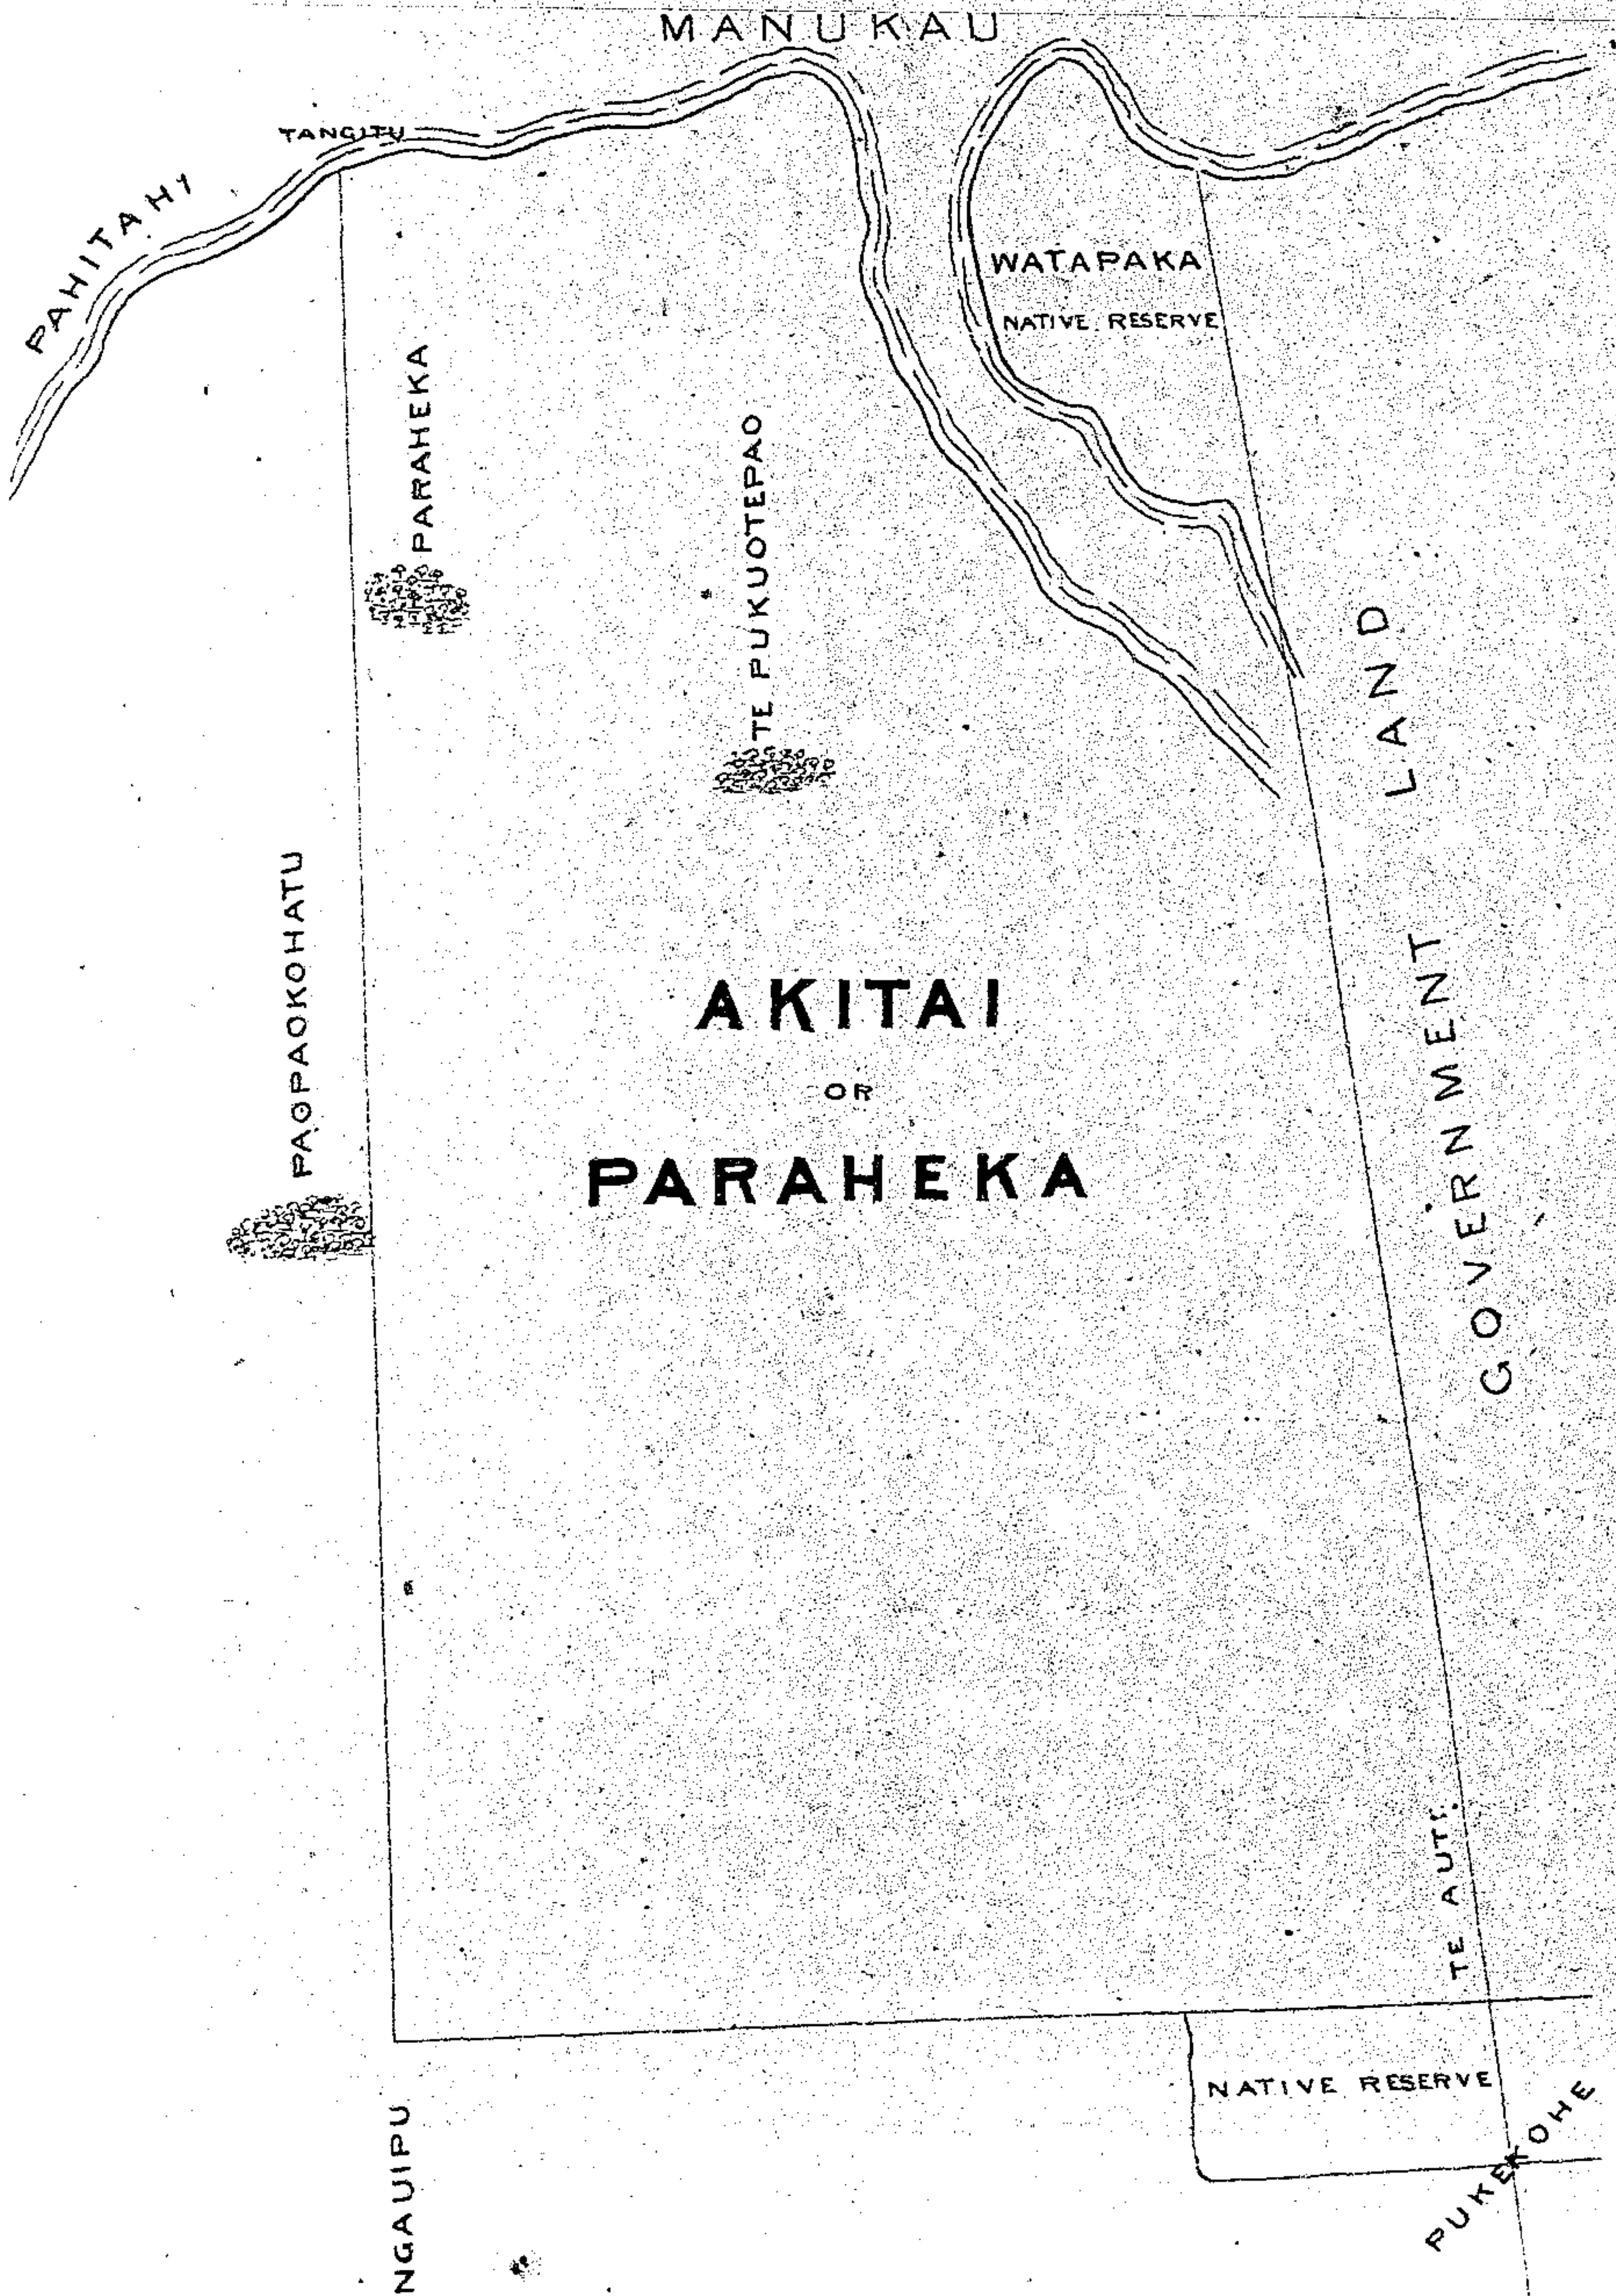 MANUKAU
TANGITU
PAHITAHI
WATAPAKA
NATIVE RESERVE
PARAHEKA
TE PUKUOTEPAO
GOVERNMENT LAND
PAOPAOKOHATU
AKITAI
OR
PARAHEKA
TE AUTE
NATIVE RESERVE
PUKEKOHE
NGAUIPU